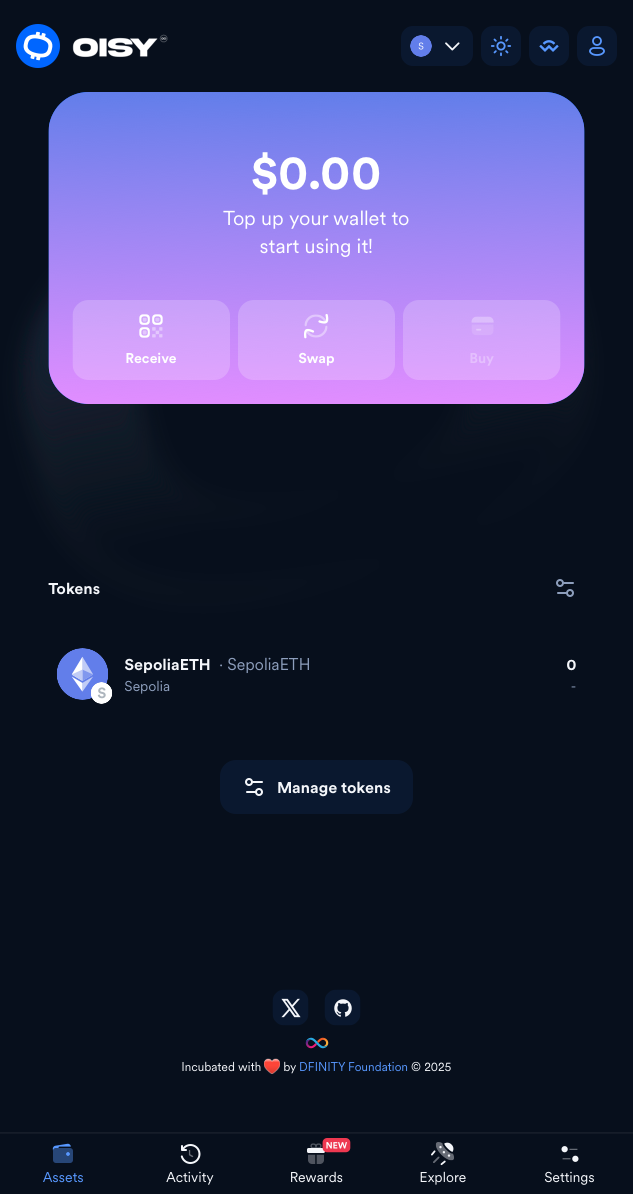 OISY
S
$0.00
Top up your wallet to
start using it!
Receive
Swap
Buy
Tokens
SepoliaETH · SepoliaETH
0
S
Sepolia
-
Manage tokens
Incubated with ❤️ by DFINITY Foundation © 2025
NEW
Assets
Activity
Rewards
Explore
Settings